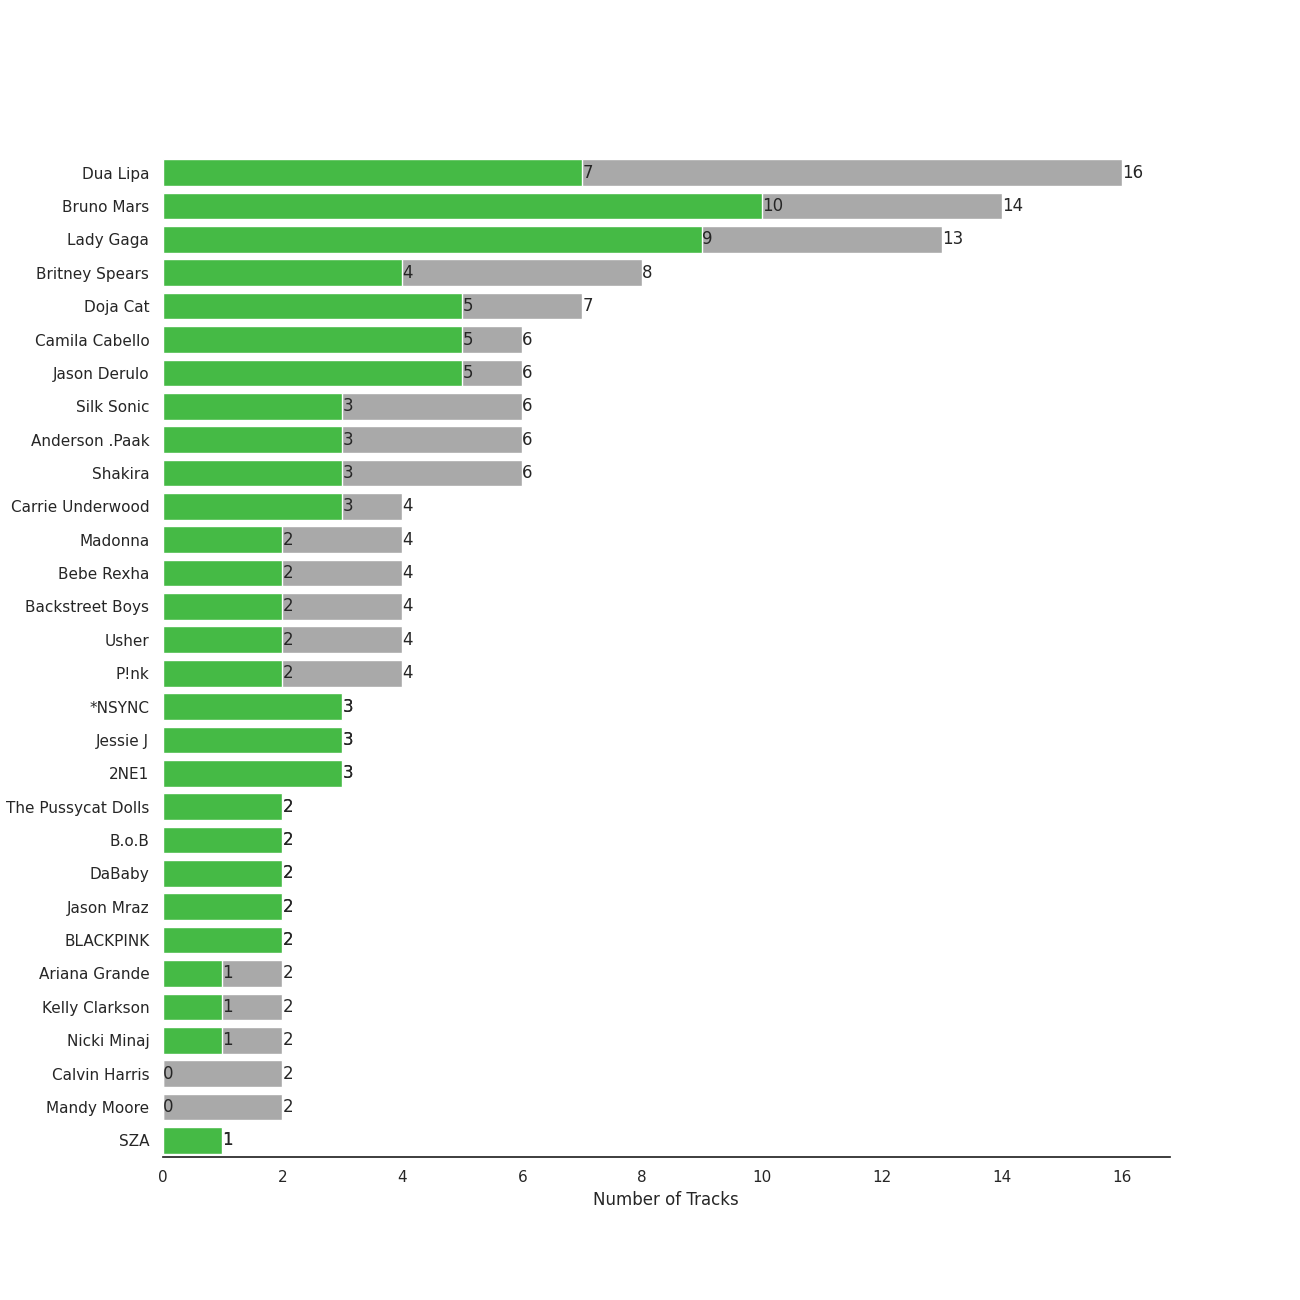 Dua Lipa 7 16
Bruno Mars 10 14
Lady Gaga 9 13
Britney Spears 4 8
Doja Cat 5 7
Camila Cabello 5 6
Jason Derulo 5 6
Silk Sonic 3 6
Anderson .Paak 3 6
Shakira 3 6
Carrie Underwood 3 4
Madonna 2 4
Bebe Rexha 2 4
Backstreet Boys 2 4
Usher 2 4
P!nk 2 4
*NSYNC 3
Jessie J 3
2NE1 3
The Pussycat Dolls 2
B.o.B 2
DaBaby 2
Jason Mraz 2
BLACKPINK 2
Ariana Grande 1 2
Kelly Clarkson 1 2
Nicki Minaj 1 2
Calvin Harris 0 2
Mandy Moore 0 2
SZA 1
0 2 4 6 8 10 12 14 16
Number of Tracks